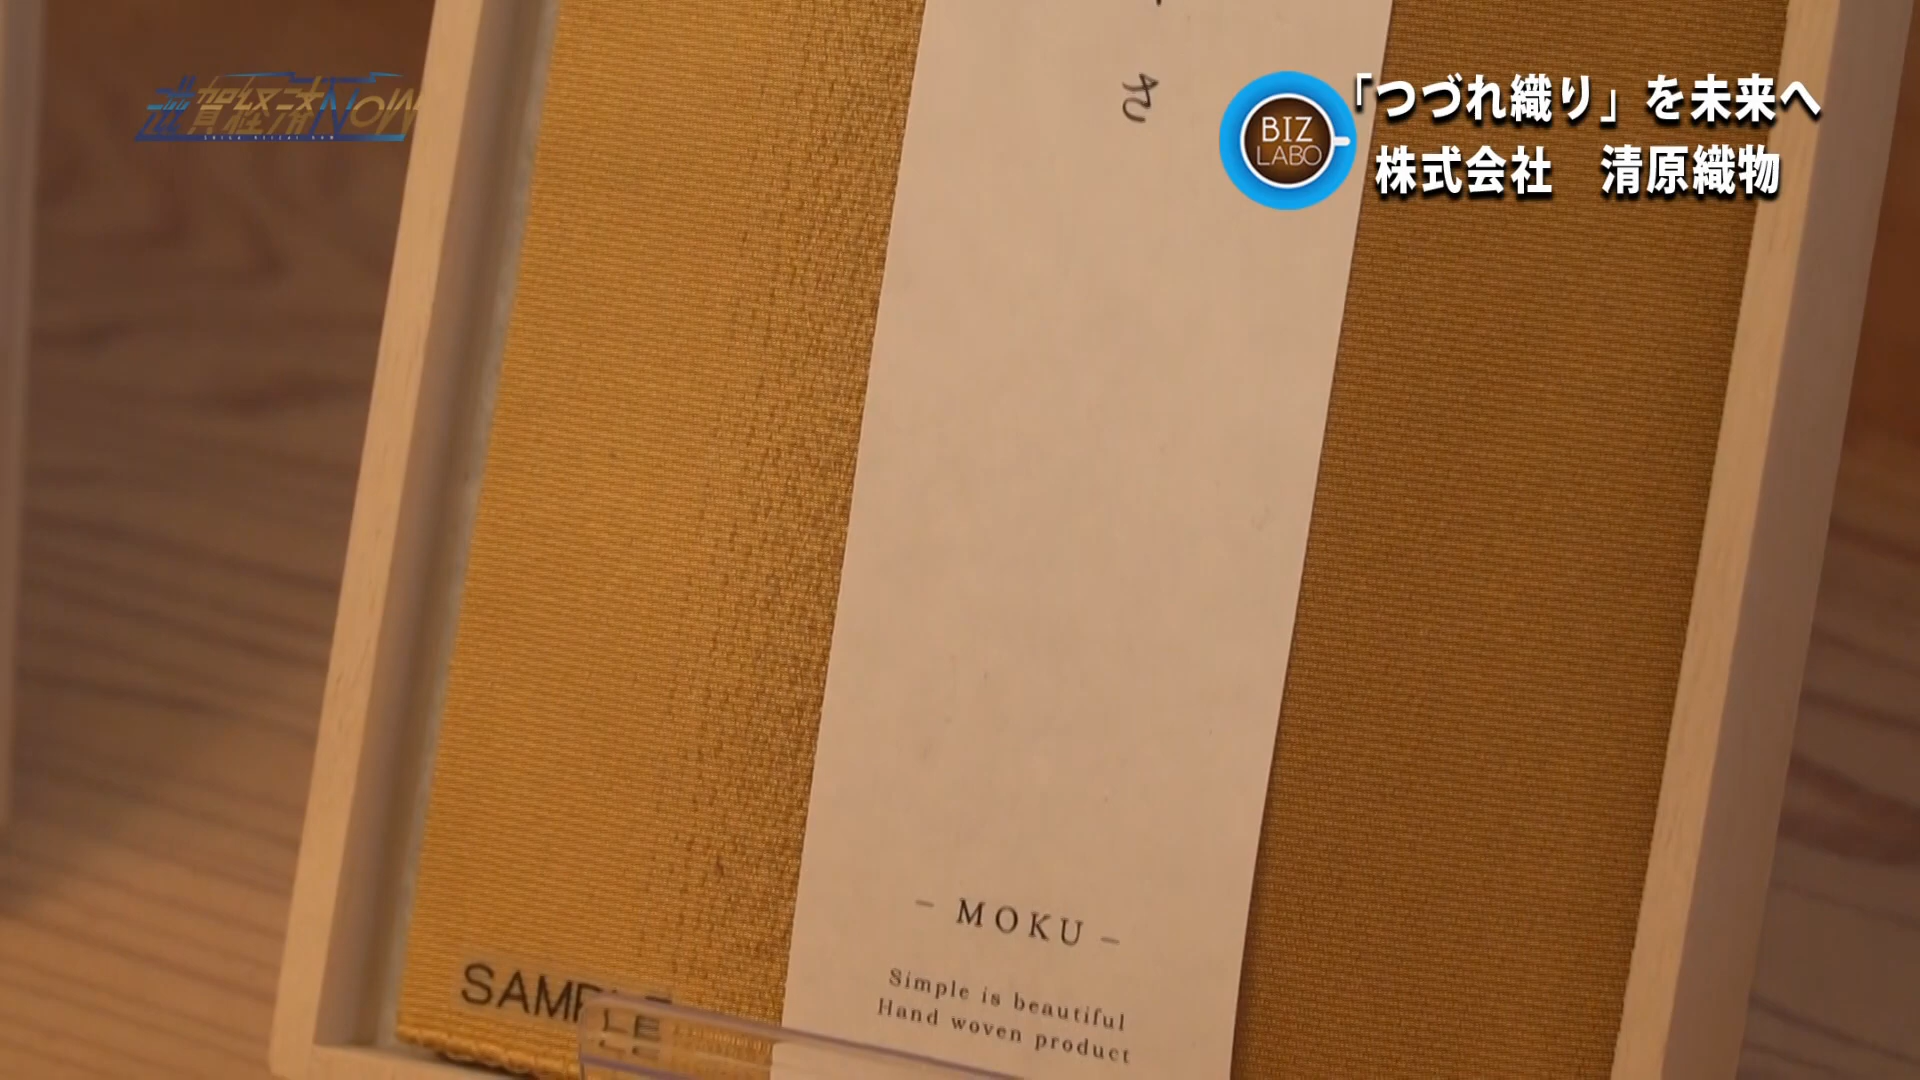 滋賀経済NOW
BIZ
LABO
「つづれ織り」を未来へ
株式会社　清原織物
さ
– MOKU –
Simple is beautiful
Hand woven product
SAMPLE